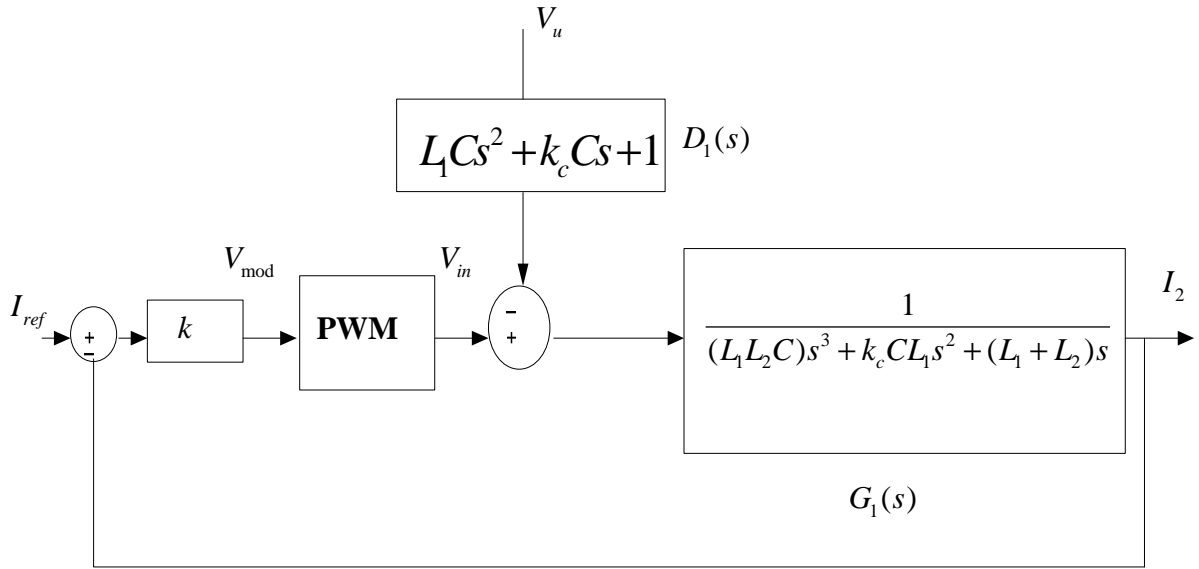 V_u
L_1Cs^2+k_cCs+1
D_1(s)
V_mod
V_in
I_ref
+
-
k
PWM
-
+
1
(L_1L_2C)s^3+k_cCL_1s^2+(L_1+L_2)s
I_2
G_1(s)